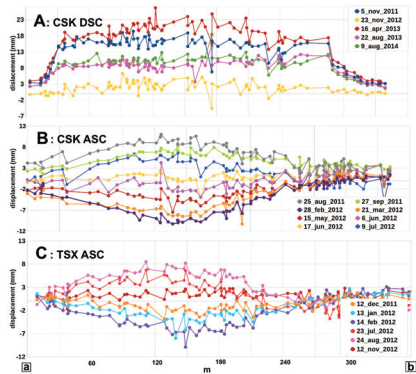 A: CSK DSC
5_nov_2011
23_nov_2012
16_apr_2013
22_aug_2013
9_aug_2014
dislacement (mm)
23
18
13
8
3
-2
B: CSK ASC
displacement (mm)
13
8
3
-2
-7
-12
25_aug_2011
28_feb_2012
15_may_2012
17_jun_2012
27_sep_2011
21_mar_2012
6_jun_2012
9_jul_2012
C: TSX ASC
displacement (mm)
13
8
3
-2
-7
-12
12_dec_2011
13_jan_2012
14_feb_2012
23_jul_2012
24_aug_2012
12_nov_2012
a
60
120
m
180
240
300
b